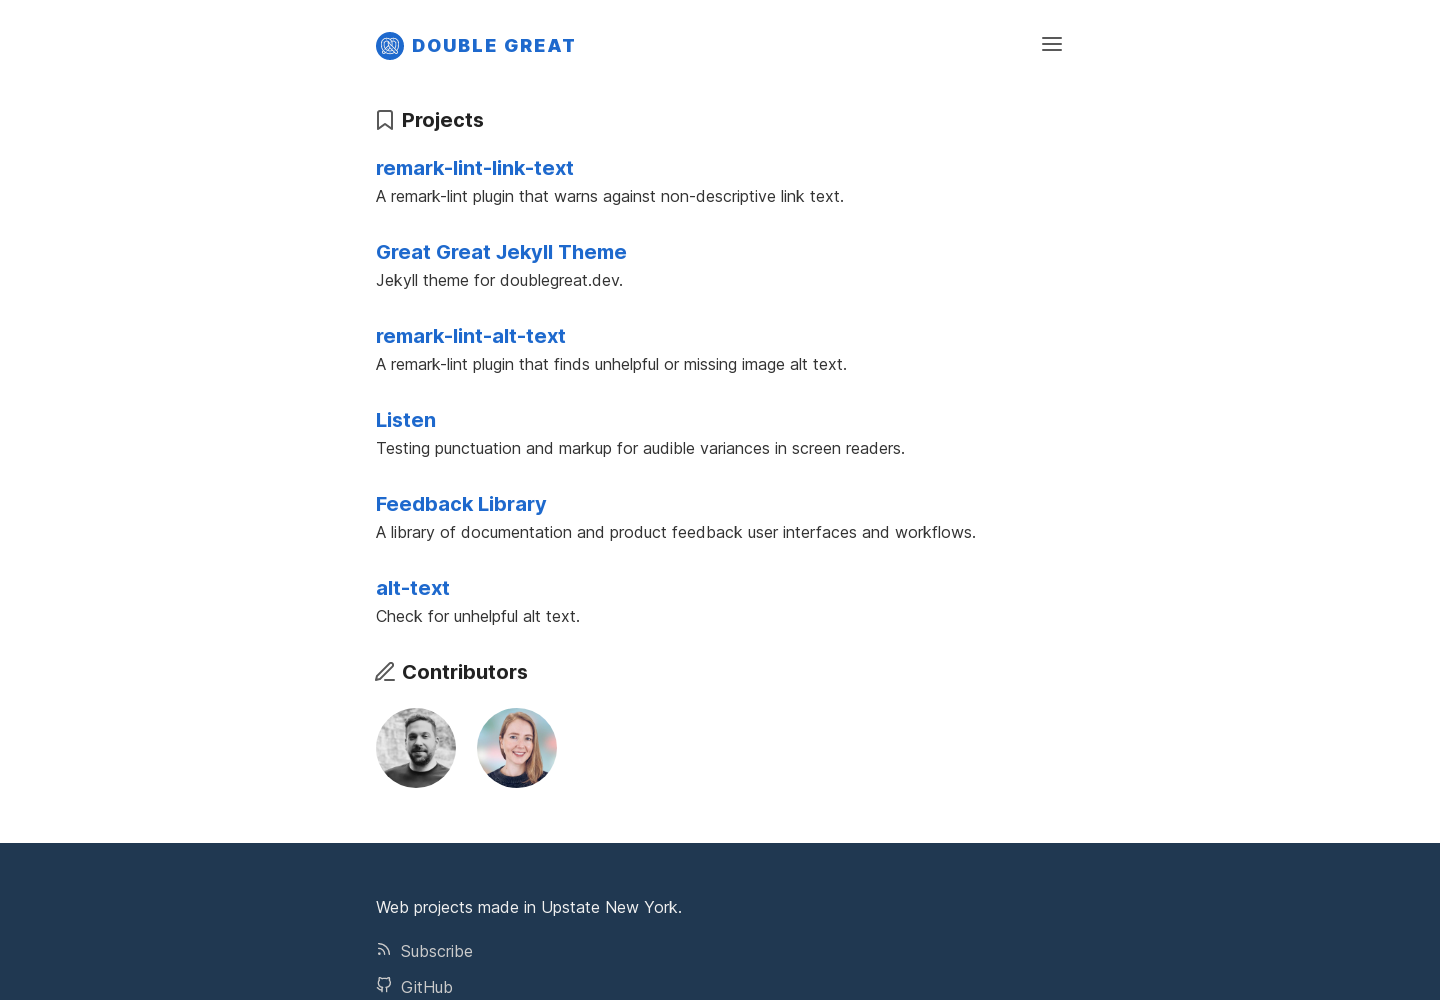 DOUBLE GREAT
Projects
remark-lint-link-text
A remark-lint plugin that warns against non-descriptive link text.
Great Great Jekyll Theme
Jekyll theme for doublegreat.dev.
remark-lint-alt-text
A remark-lint plugin that finds unhelpful or missing image alt text.
Listen
Testing punctuation and markup for audible variances in screen readers.
Feedback Library
A library of documentation and product feedback user interfaces and workflows.
alt-text
Check for unhelpful alt text.
Contributors
Web projects made in Upstate New York.
Subscribe
GitHub